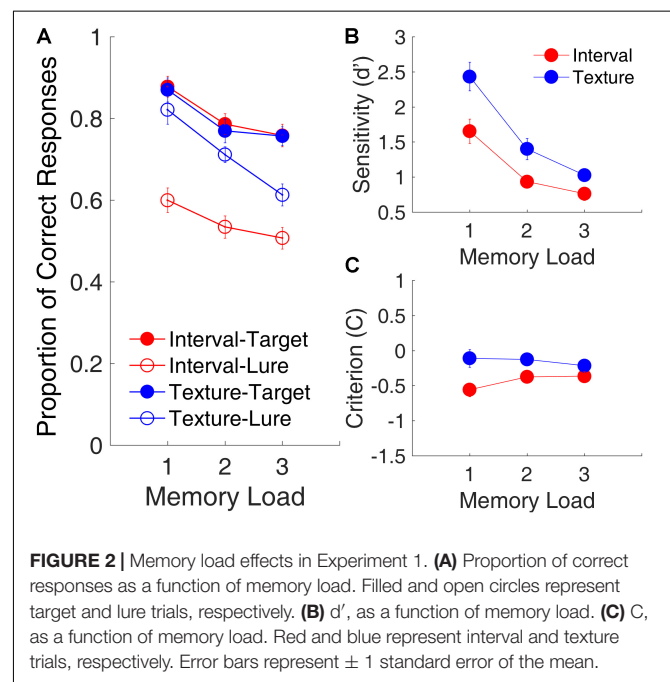 A
1
0.8
0.6
0.4
0.2
0
Proportion of Correct Responses
Interval-Target
Interval-Lure
Texture-Target
Texture-Lure
1 2 3
Memory Load
B
3
2.5
2
1.5
1
0.5
Sensitivity (d')
Interval
Texture
1 2 3
Memory Load
C
1
0.5
0
-0.5
-1
-1.5
Criterion (C)
1 2 3
Memory Load
FIGURE 2 | Memory load effects in Experiment 1. (A) Proportion of correct
responses as a function of memory load. Filled and open circles represent
target and lure trials, respectively. (B) d′, as a function of memory load. (C) C,
as a function of memory load. Red and blue represent interval and texture
trials, respectively. Error bars represent ± 1 standard error of the mean.